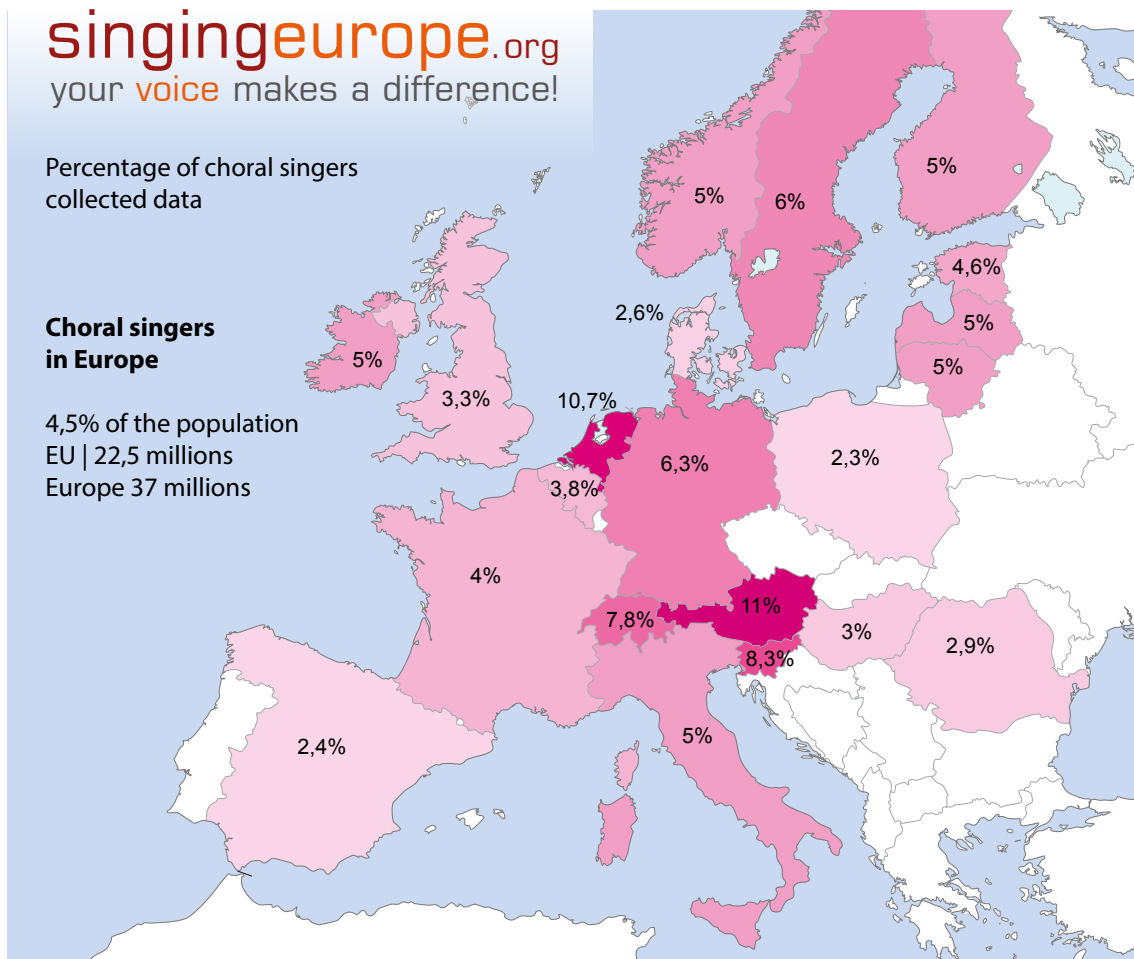 singingeurope.org
your voice makes a difference!
Percentage of choral singers
collected data
Choral singers
in Europe
4,5% of the population
EU | 22,5 millions
Europe 37 millions
5%
6%
5%
4,6%
5%
5%
2,6%
5%
3,3%
10,7%
6,3%
2,3%
3,8%
4%
7,8%
11%
3%
8,3%
2,9%
2,4%
5%